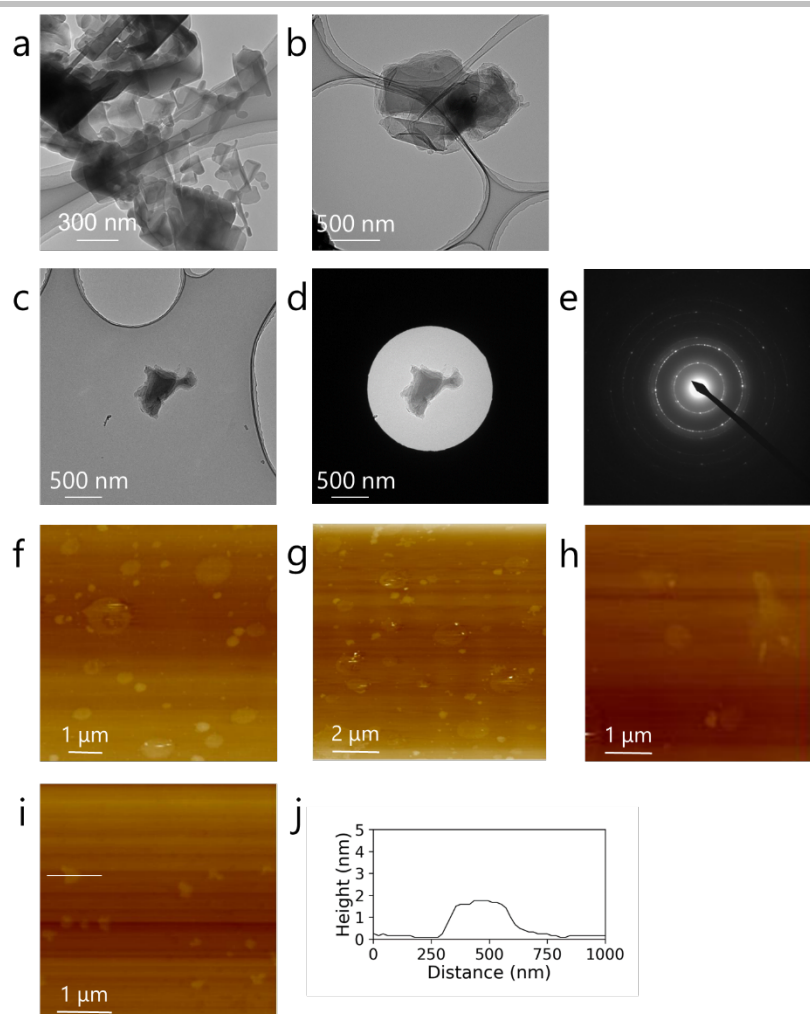 a
b
300 nm
500 nm
c
d
e
500 nm
500 nm
f
g
h
1 μm
2 μm
1 μm
i
j
1 μm
Height (nm)
5
4
3
2
1
0
0 250 500 750 1000
Distance (nm)